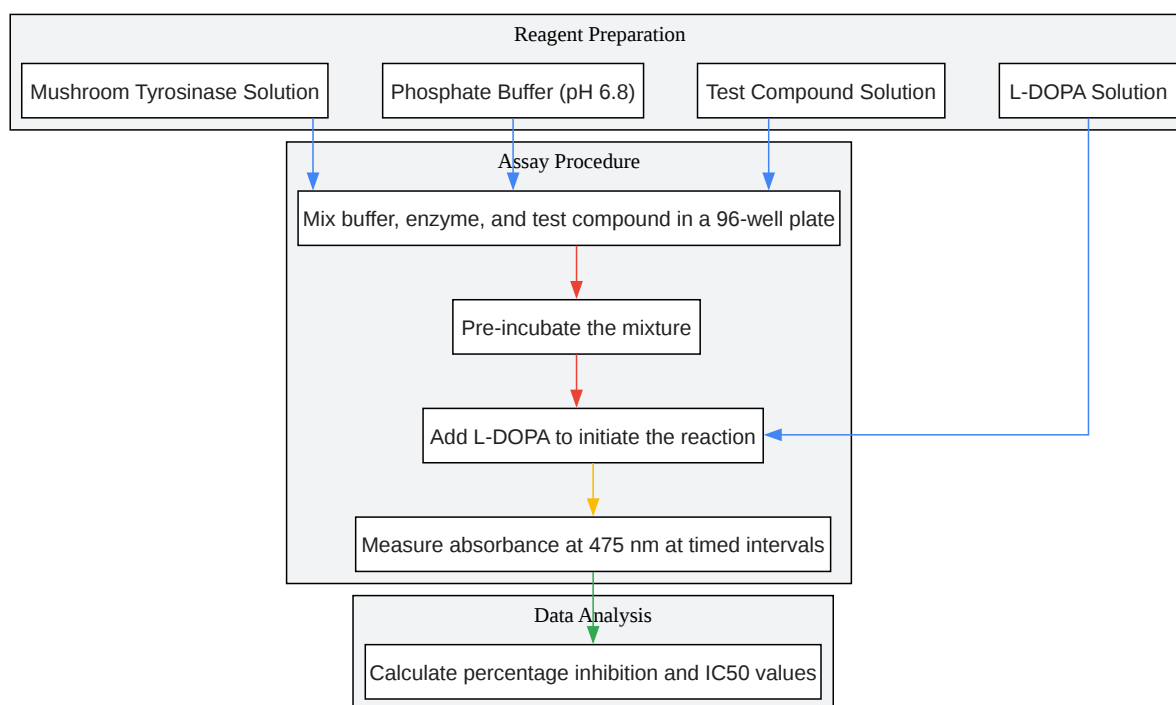 Reagent Preparation
Mushroom Tyrosinase Solution
Phosphate Buffer (pH 6.8)
Test Compound Solution
L-DOPA Solution
Assay Procedure
Mix buffer, enzyme, and test compound in a 96-well plate
Pre-incubate the mixture
Add L-DOPA to initiate the reaction
Measure absorbance at 475 nm at timed intervals
Data Analysis
Calculate percentage inhibition and IC50 values